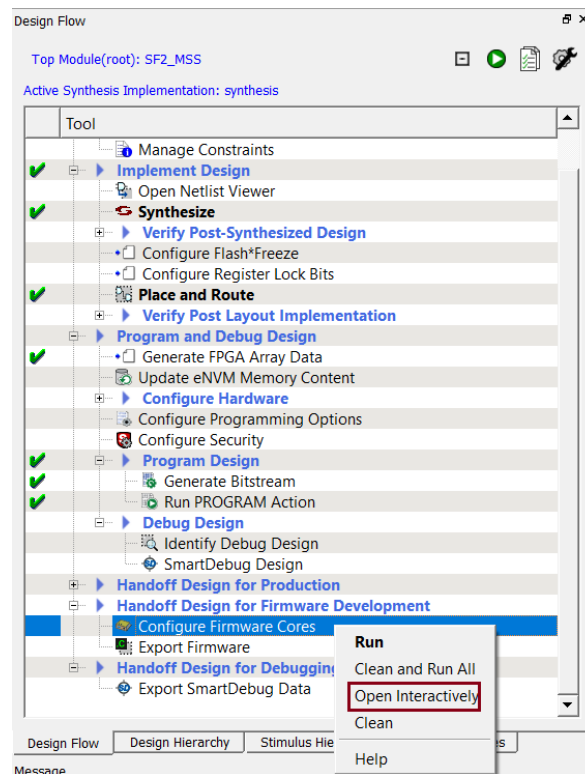 Design Flow
Top Module(root): SF2_MSS
Active Synthesis Implementation: synthesis
Tool
Manage Constraints
Implement Design
Open Netlist Viewer
Synthesize
Verify Post-Synthesized Design
Configure Flash*Freeze
Configure Register Lock Bits
Place and Route
Verify Post Layout Implementation
Program and Debug Design
Generate FPGA Array Data
Update eNVM Memory Content
Configure Hardware
Configure Programming Options
Configure Security
Program Design
Generate Bitstream
Run PROGRAM Action
Debug Design
Identify Debug Design
SmartDebug Design
Handoff Design for Production
Handoff Design for Firmware Development
Configure Firmware Cores
Export Firmware
Handoff Design for Debugging
Export SmartDebug Data
Run
Clean and Run All
Open Interactively
Clean
Help
Design Flow Design Hierarchy Stimulus Hie es
Message